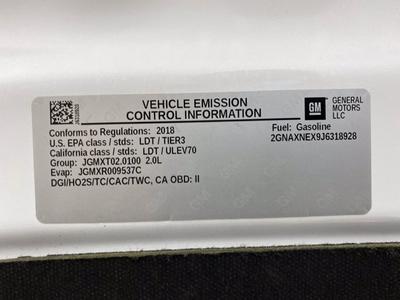 VEHICLE EMISSION
CONTROL INFORMATION
GM
GENERAL
MOTORS
LLC
Conforms to Regulations: 2018
Fuel: Gasoline
U.S. EPA class / stds: LDT / TIER3
2GNAXNEX9J6318928
California class / stds: LDT / ULEV70
Group: JGMXT02.0100 2.0L
Evap: JGMXR009537C
DGI/HO2S/TC/CAC/TWC, CA OBD: II